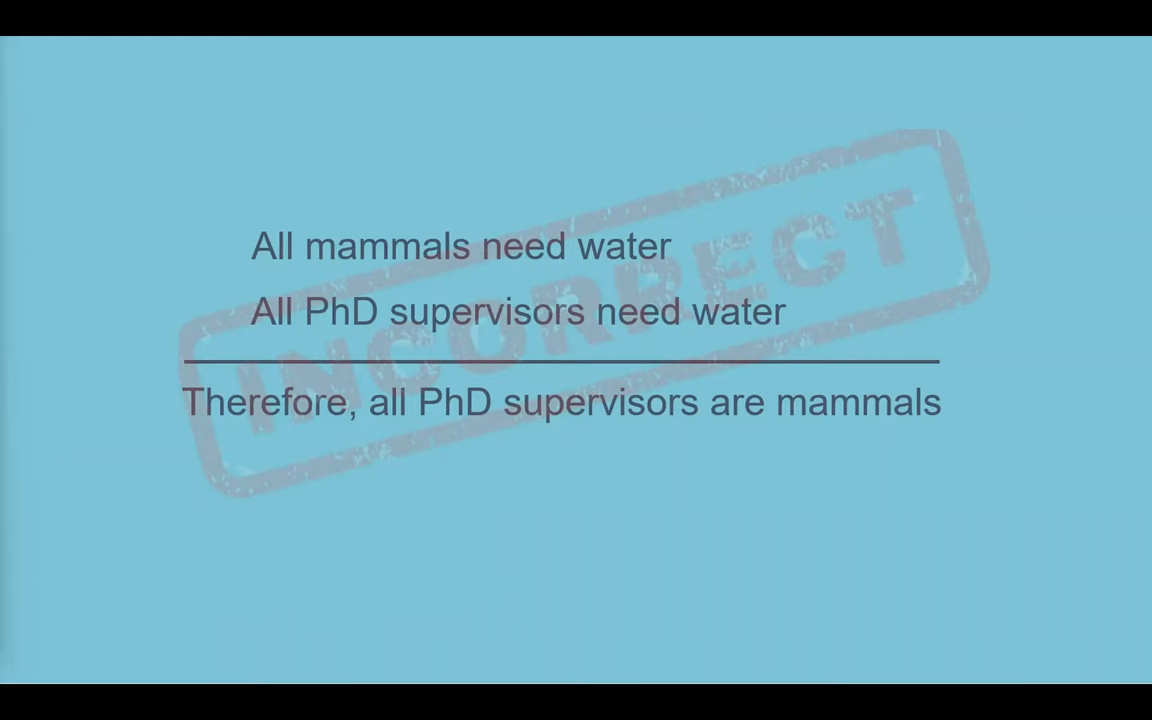 All mammals need water
All PhD supervisors need water
Therefore, all PhD supervisors are mammals
INCORRECT